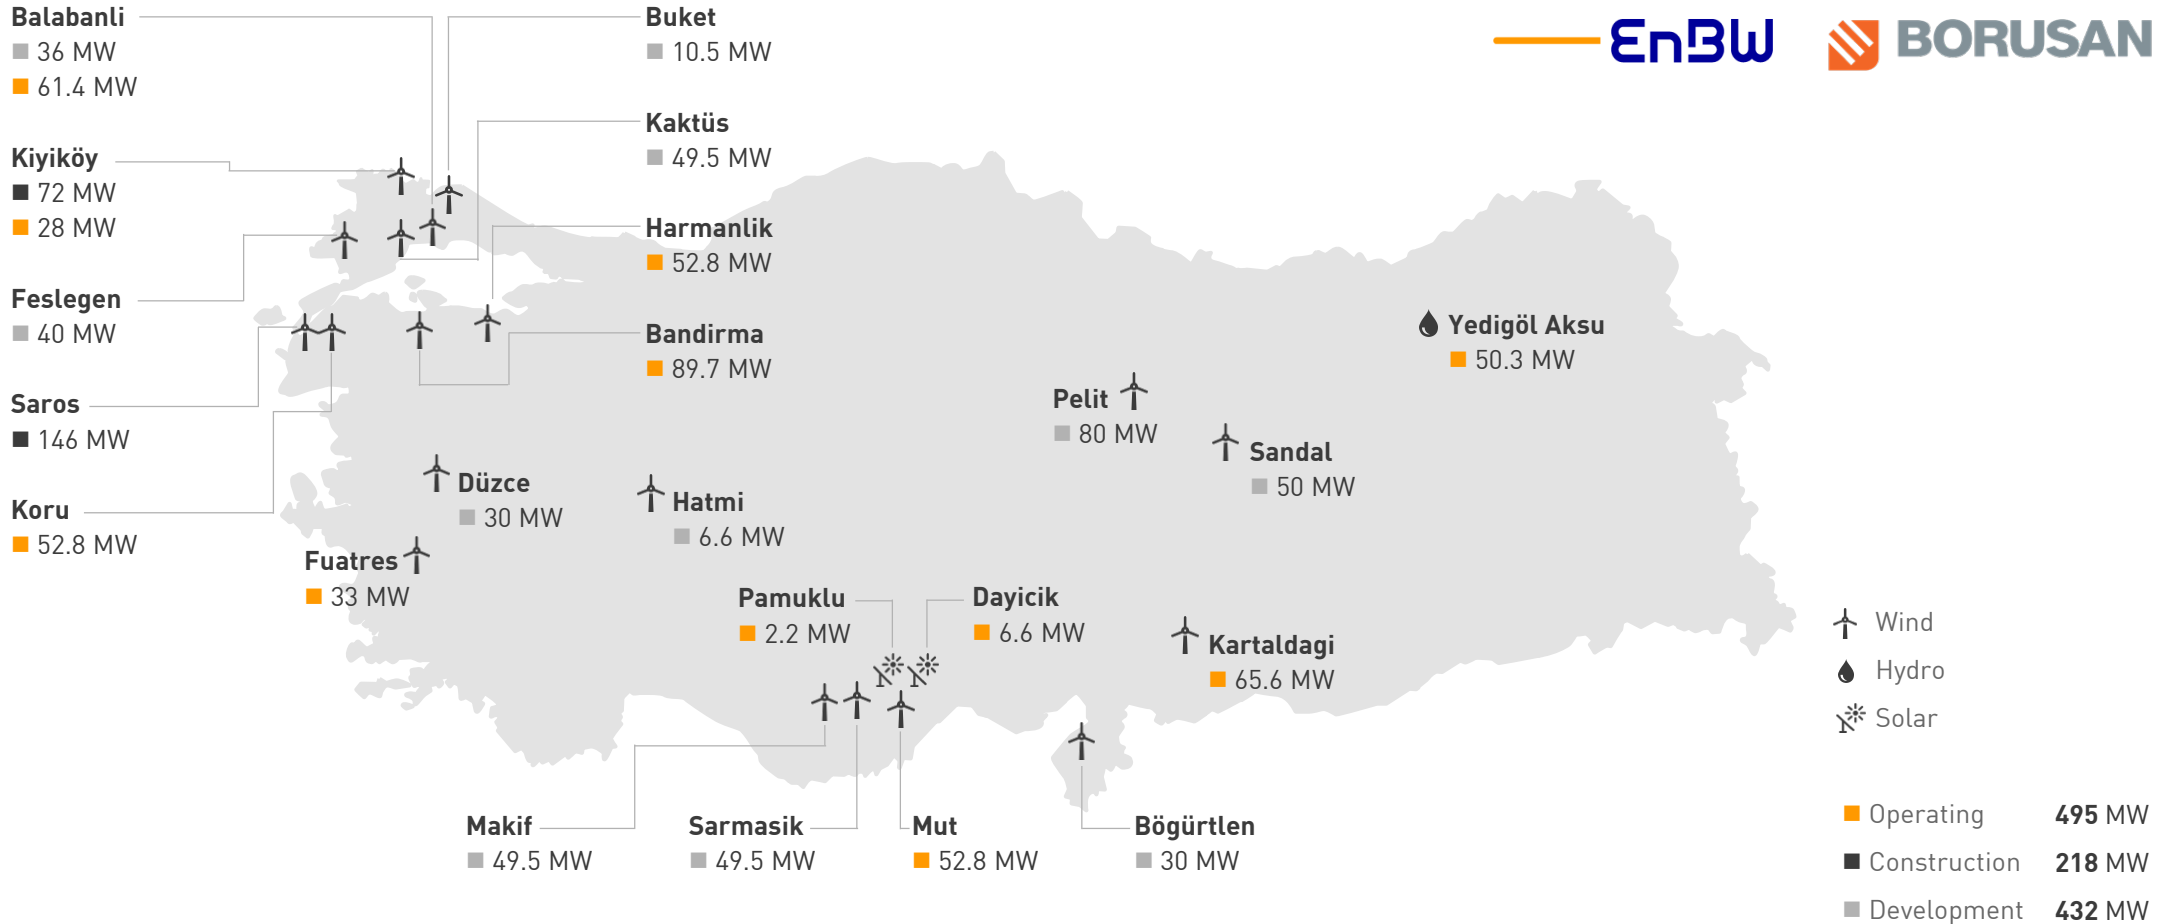 EnBW
BORUSAN
Balabanli
36 MW
61.4 MW
Kiyiköy
72 MW
28 MW
Feslegen
40 MW
Saros
146 MW
Koru
52.8 MW
Buket
10.5 MW
Kaktüs
49.5 MW
Harmanlik
52.8 MW
Bandirma
89.7 MW
Düzce
30 MW
Fuatres
33 MW
Hatmi
6.6 MW
Pamuklu
2.2 MW
Dayicik
6.6 MW
Pelit
80 MW
Sandal
50 MW
Yedigöl Aksu
50.3 MW
Kartaldagi
65.6 MW
Makif
49.5 MW
Sarmasik
49.5 MW
Mut
52.8 MW
Bögürtlen
30 MW
Wind
Hydro
Solar
Operating 495 MW
Construction 218 MW
Development 432 MW